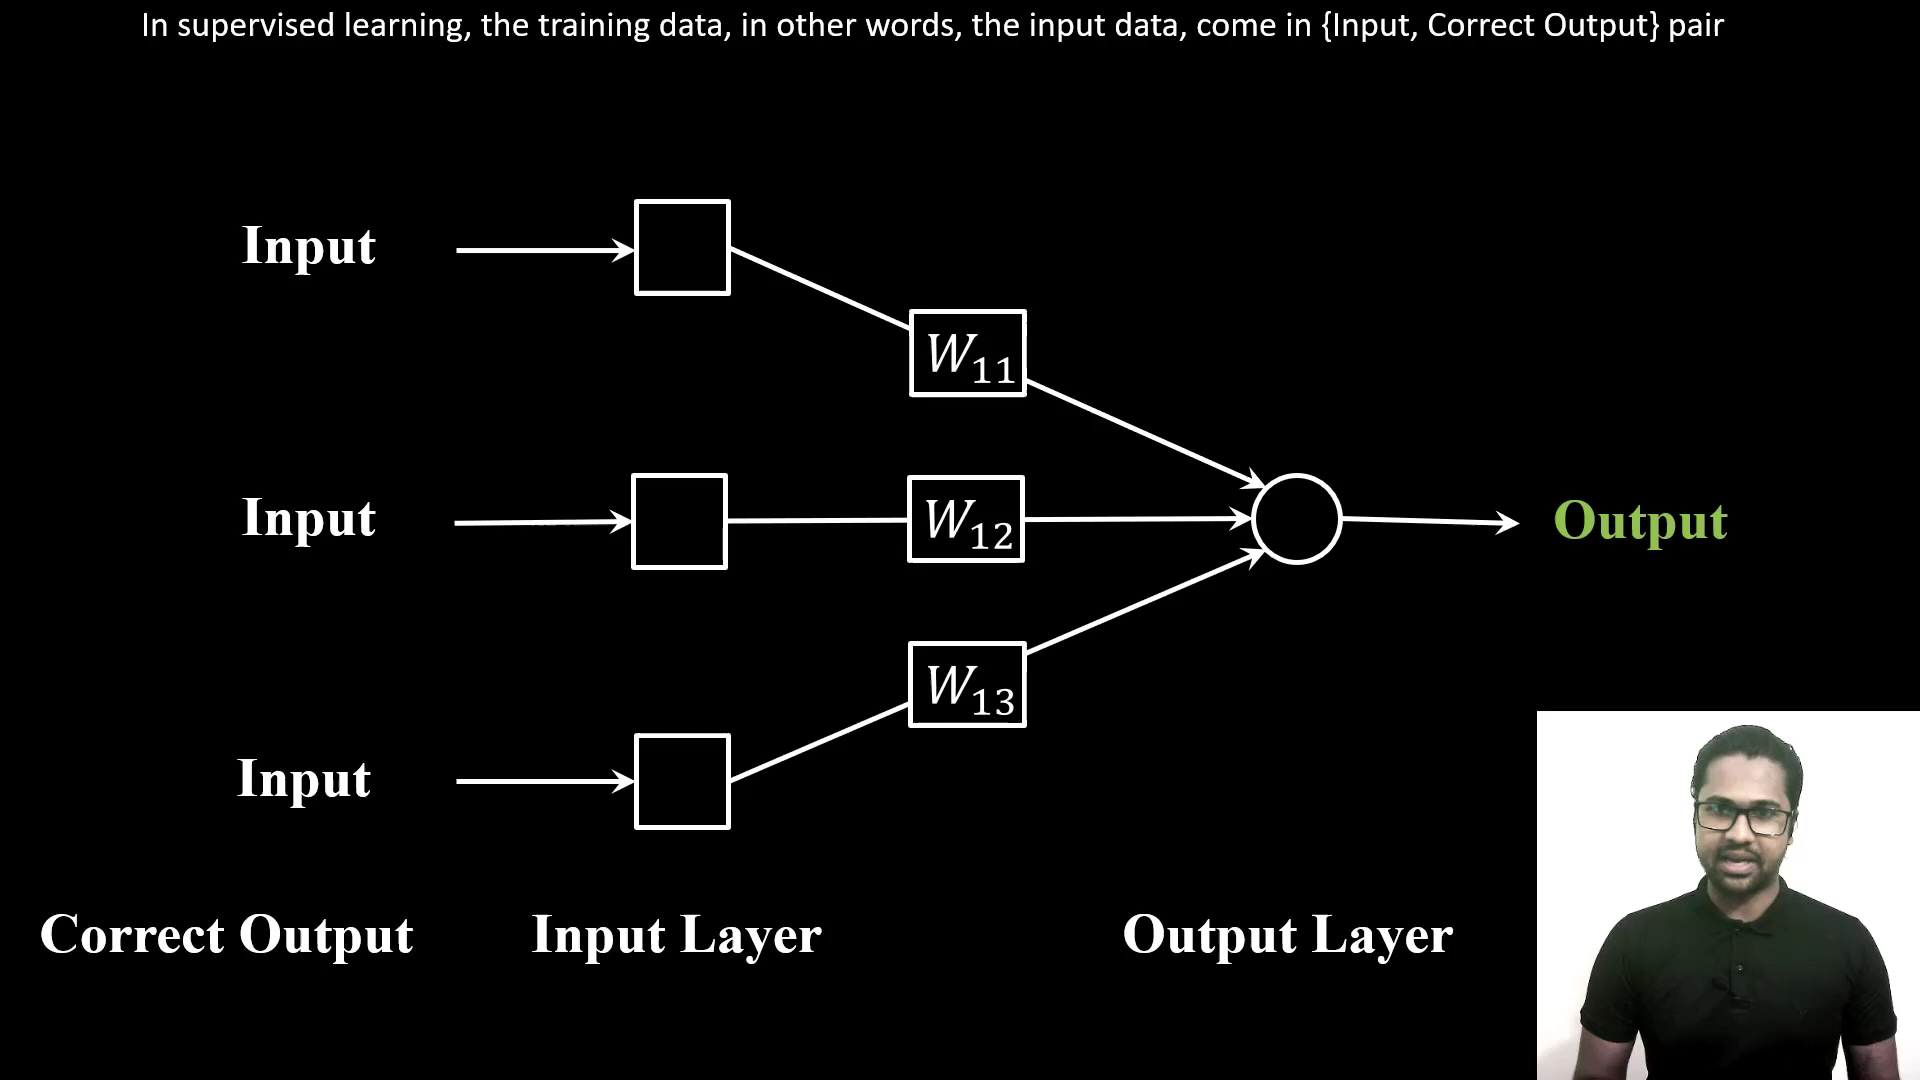 In supervised learning, the training data, in other words, the input data, come in {Input, Correct Output} pair
Input
W11
Input
W12
Output
W13
Input
Correct Output
Input Layer
Output Layer